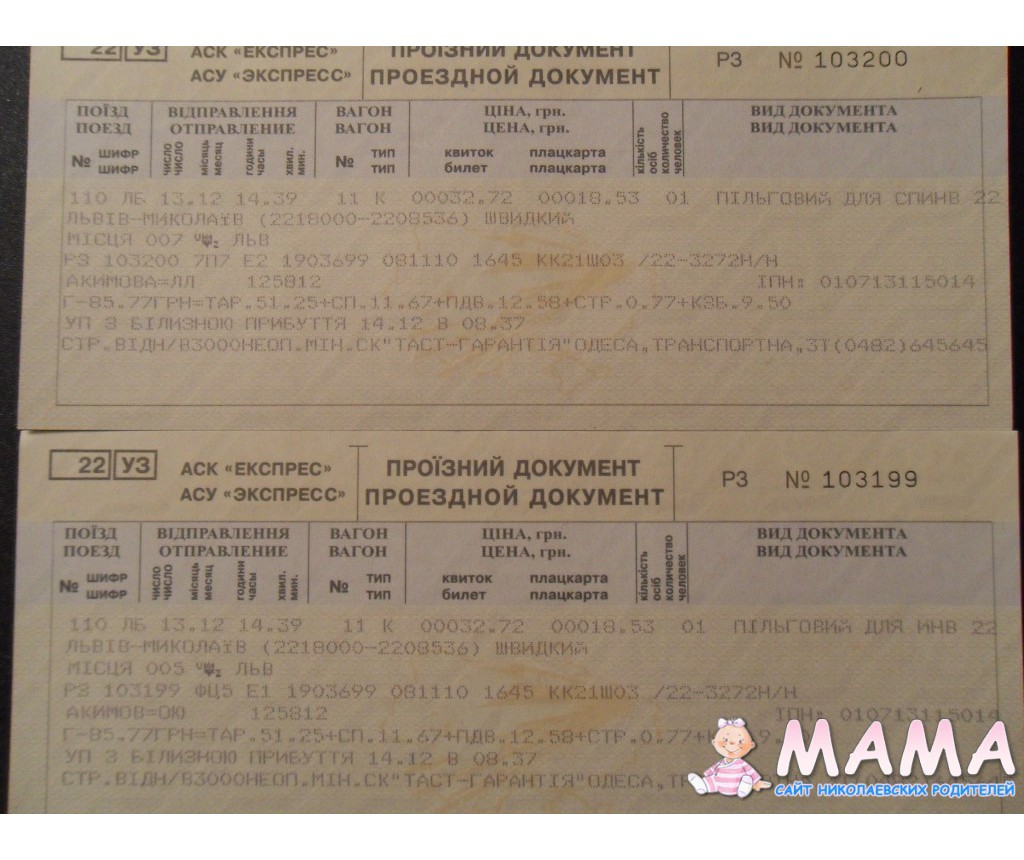 22 УЗ АСК «ЕКСПРЕС» ПРОЇЗНИЙ ДОКУМЕНТ РЗ № 103200
АСУ «ЭКСПРЕСС» ПРОЕЗДНОЙ ДОКУМЕНТ
ПОЇЗД ВІДПРАВЛЕННЯ ВАГОН ЦІНА, грн. ВИД ДОКУМЕНТА
ПОЕЗД ОТПРАВЛЕНИЕ ВАГОН ЦЕНА, грн. ВИД ДОКУМЕНТА
№ шифр число місяць години хвил. № тип квиток плацкарта кількість осіб
шифр число месяц часы мин. тип билет плацкарта количество человек
110 ЛБ 13.12 14.39 11 К 00032.72 00018.53 01 ПІЛЬГОВИЙ ДЛЯ СПИНВ 22
ЛЬВІВ-МИКОЛАЇВ (2218000-2208536) ШВИДКИЙ
МІСЦЯ 007 ЛЬВ
РЗ 103200 7П7 Е2 1903699 081110 1645 КК21Ш03 /22-3272Н/Н
АКИМОВА=ЛЛ 125812 ІПН: 010713115014
Г-85.77ГРН=ТАР.51.25+СП.11.67+ПДВ.12.58+СТР.0.77+КЗБ.9.50
УП З БІЛИЗНОЮ ПРИБУТТЯ 14.12 В 08.37
СТР.ВІДН/В3000НЕОП.МІН.СК"ТАСТ-ГАРАНТІЯ"ОДЕСА,ТРАНСПОРТНА,3Т(0482)645645
22 УЗ АСК «ЕКСПРЕС» ПРОЇЗНИЙ ДОКУМЕНТ РЗ № 103199
АСУ «ЭКСПРЕСС» ПРОЕЗДНОЙ ДОКУМЕНТ
ПОЇЗД ВІДПРАВЛЕННЯ ВАГОН ЦІНА, грн. ВИД ДОКУМЕНТА
ПОЕЗД ОТПРАВЛЕНИЕ ВАГОН ЦЕНА, грн. ВИД ДОКУМЕНТА
№ шифр число місяць години хвил. № тип квиток плацкарта кількість осіб
шифр число месяц часы мин. тип билет плацкарта количество человек
110 ЛБ 13.12 14.39 11 К 00032.72 00018.53 01 ПІЛЬГОВИЙ ДЛЯ ИНВ 22
ЛЬВІВ-МИКОЛАЇВ (2218000-2208536) ШВИДКИЙ
МІСЦЯ 005 ЛЬВ
РЗ 103199 ФЦ5 Е1 1903699 081110 1645 КК21Ш03 /22-3272Н/Н
АКИМОВ=ОЮ 125812 ІПН: 010713115014
Г-85.77ГРН=ТАР.51.25+СП.11.67+ПДВ.12.58+СТР.0.77+
УП З БІЛИЗНОЮ ПРИБУТТЯ 14.12 В 08.37
СТР.ВІДН/В3000НЕОП.МІН.СК"ТАСТ-ГАРАНТІЯ"ОДЕСА,
МАМА
САЙТ НИКОЛАЕВСКИХ РОДИТЕЛЕЙ